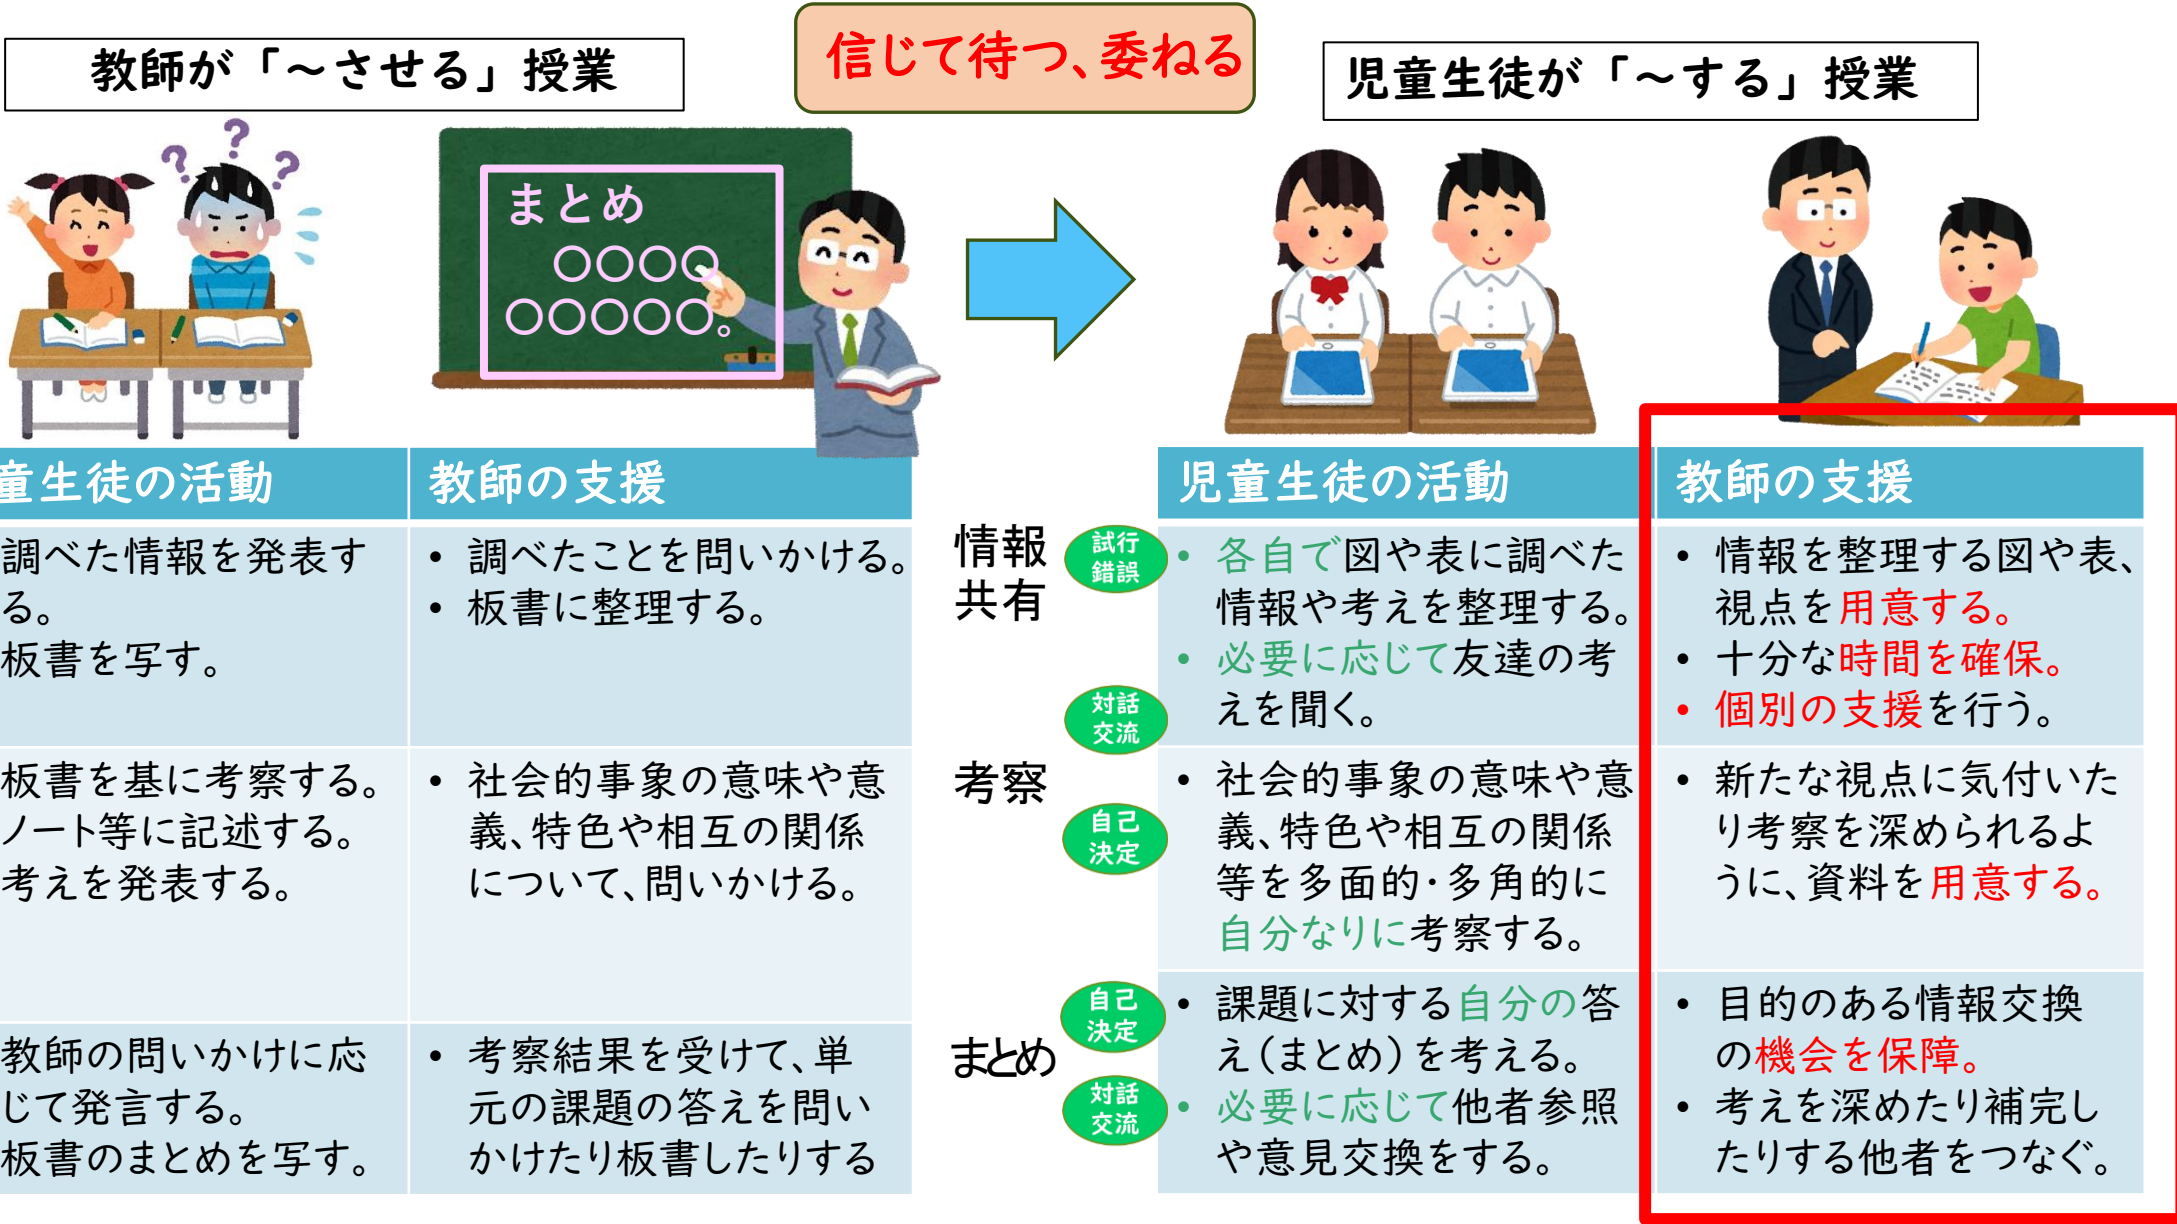 信じて待つ、委ねる
教師が「～させる」授業
児童生徒が「～する」授業
まとめ
〇〇〇〇
〇〇〇〇〇。
童生徒の活動
教師の支援
調べた情報を発表す
る。
板書を写す。
• 調べたことを問いかける。
• 板書に整理する。
板書を基に考察する。
ノート等に記述する。
考えを発表する。
• 社会的事象の意味や意
義、特色や相互の関係
について、問いかける。
教師の問いかけに応
じて発言する。
板書のまとめを写す。
• 考察結果を受けて、単
元の課題の答えを問い
かけたり板書したりする
情報
共有
考察
まとめ
試行
錯誤
対話
交流
自己
決定
自己
決定
対話
交流
児童生徒の活動
教師の支援
• 各自で図や表に調べた
情報や考えを整理する。
• 必要に応じて友達の考
えを聞く。
• 情報を整理する図や表、
視点を用意する。
• 十分な時間を確保。
• 個別の支援を行う。
• 社会的事象の意味や意
義、特色や相互の関係
等を多面的・多角的に
自分なりに考察する。
• 新たな視点に気付いた
り考察を深められるよ
うに、資料を用意する。
• 課題に対する自分の答
え(まとめ)を考える。
• 必要に応じて他者参照
や意見交換をする。
• 目的のある情報交換
の機会を保障。
• 考えを深めたり補完し
たりする他者をつなぐ。